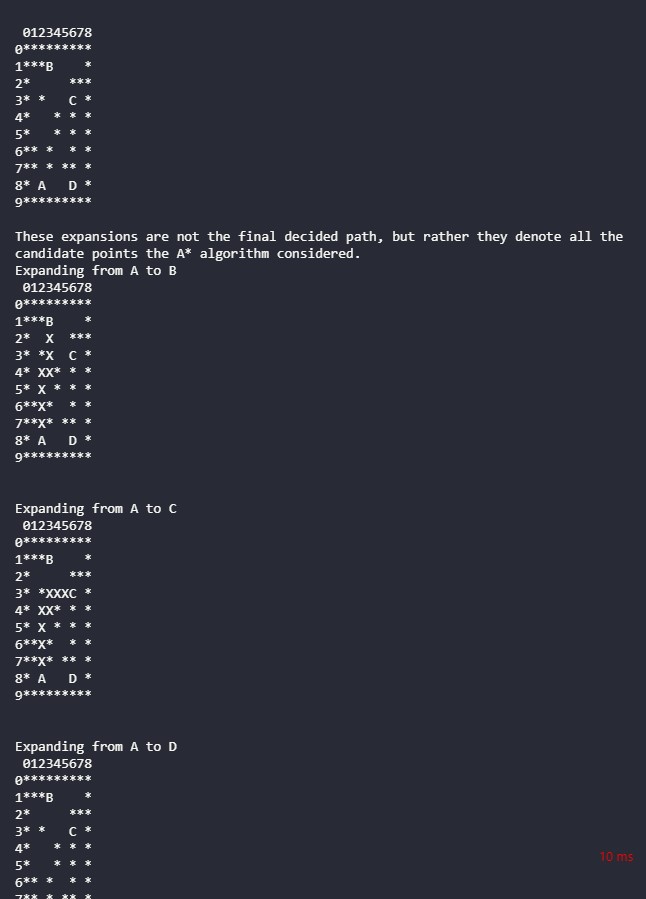 012345678
0*********
1***B    *
2*     ***
3* *   C *
4*   * * *
5*   * * *
6** *  * *
7** * ** *
8* A   D *
9*********
These expansions are not the final decided path, but rather they denote all the
candidate points the A* algorithm considered.
Expanding from A to B
 012345678
0*********
1***B    *
2*  X  ***
3* *X  C *
4* XX* * *
5* X * * *
6**X*  * *
7**X* ** *
8* A   D *
9*********
Expanding from A to C
 012345678
0*********
1***B    *
2*     ***
3* *XXXC *
4* XX* * *
5* X * * *
6**X*  * *
7**X* ** *
8* A   D *
9*********
Expanding from A to D
 012345678
0*********
1***B    *
2*     ***
3* *   C *
4*   * * *
5*   * * *
10 ms
6** *  * *
7** * ** *